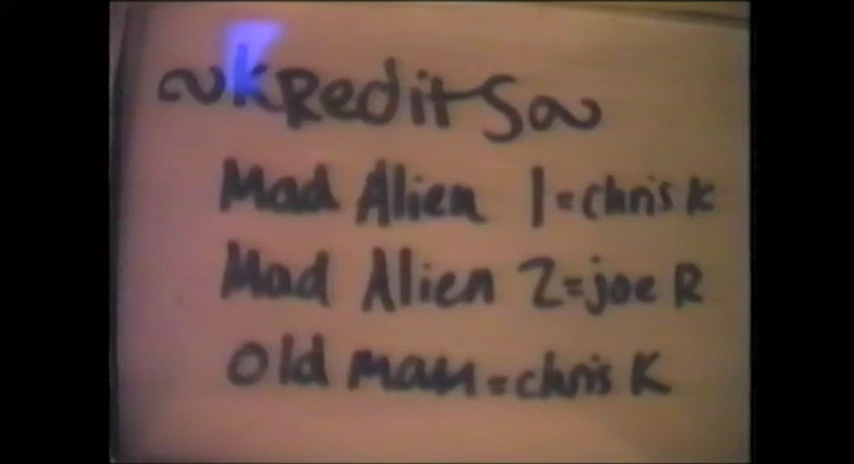 ~kReditS~
Mad Alien 1=chris k
Mad Alien 2=joe R
old man=chris K